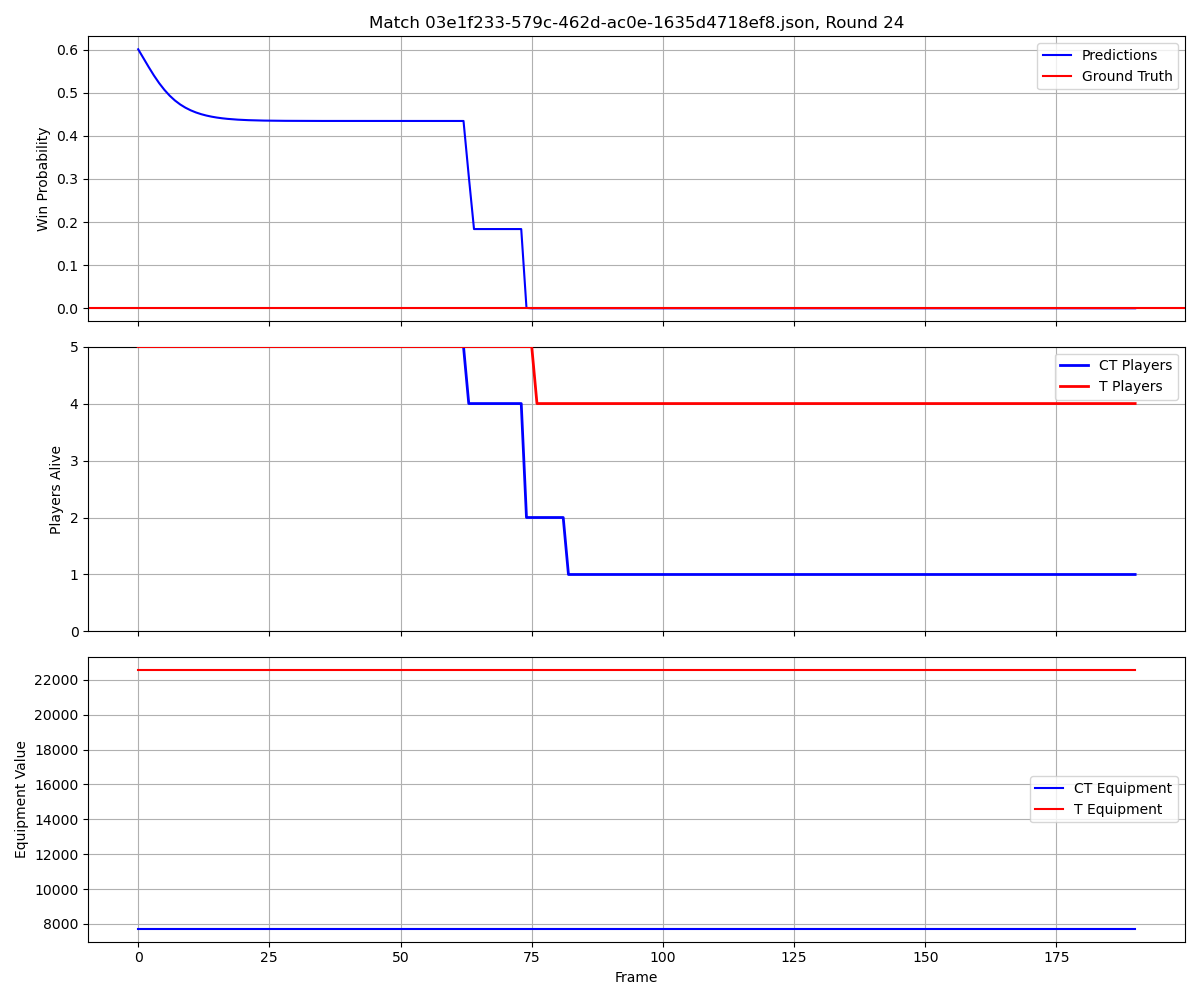 Match 03e1f233-579c-462d-ac0e-1635d4718ef8.json, Round 24
Win Probability
0.6
0.5
0.4
0.3
0.2
0.1
0.0
Predictions
Ground Truth
Players Alive
5
4
3
2
1
0
CT Players
T Players
Equipment Value
22000
20000
18000
16000
14000
12000
10000
8000
CT Equipment
T Equipment
0 25 50 75 100 125 150 175
Frame